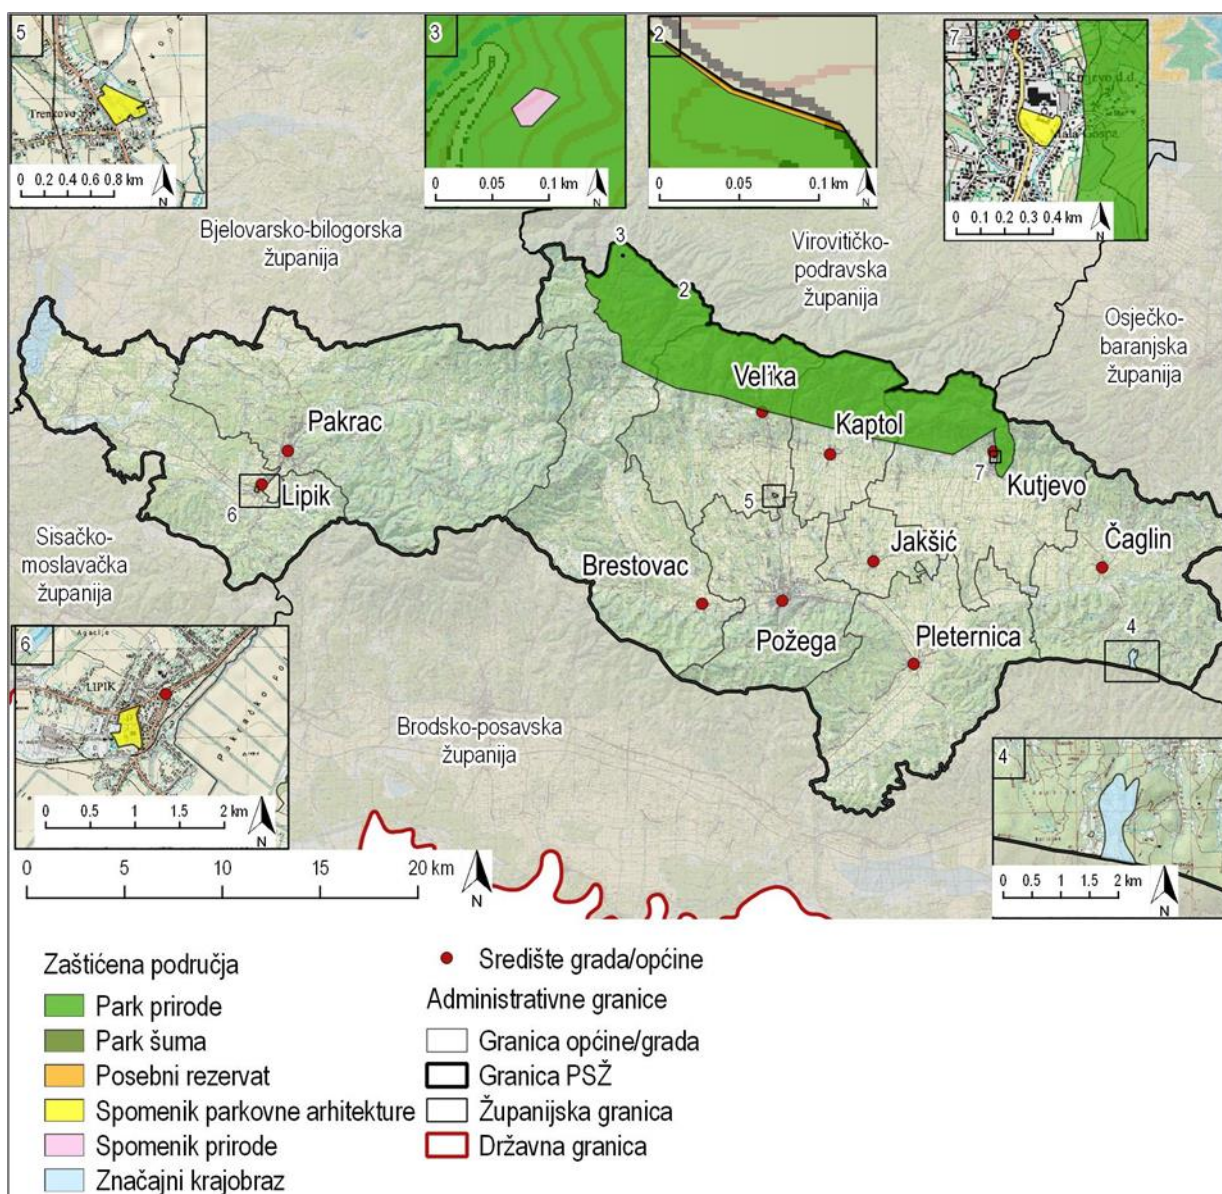 5
Trenkovo
0 0.2 0.4 0.6 0.8 km
N
3
0 0.05 0.1 km
N
2
0 0.05 0.1 km
N
7
Kutjevo d.d.
Mala Gospa
0 0.1 0.2 0.3 0.4 km
N
Bjelovarsko-bilogorska
županija
Virovitičko-
podravska
županija
Osječko-
baranjska
županija
3
2
Velika
1
Kaptol
Pakrac
Lipik
6
5
7
Kutjevo
Sisačko-
moslavačka
županija
Brestovac
Jakšić
Čaglin
Požega
Pleternica
4
6
Agacije
LIPIK
0 0.5 1 1.5 2 km
N
Brodsko-posavska
županija
4
0 0.5 1 1.5 2 km
N
0 5 10 15 20 km
N
Zaštićena područja
Park prirode
Park šuma
Posebni rezervat
Spomenik parkovne arhitekture
Spomenik prirode
Značajni krajobraz
Središte grada/općine
Administrativne granice
Granica općine/grada
Granica PSŽ
Županijska granica
Državna granica